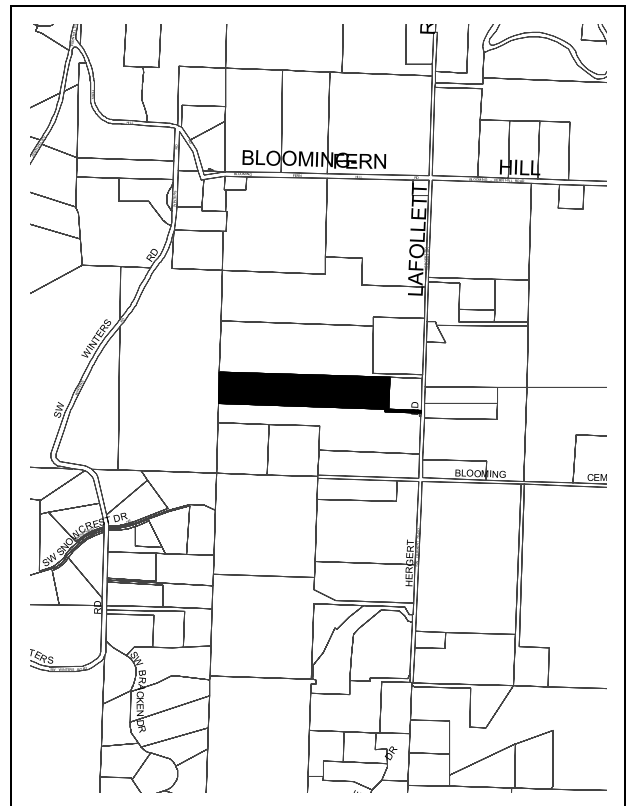 R
BLOOMING-FERN
HILL
LAFOLLETT
RD
RD
WINTERS
SW
BLOOMING
CEM
SW SNOWCREST DR
HERGERT
RD
TERS
SW BRACKEN DR
DR